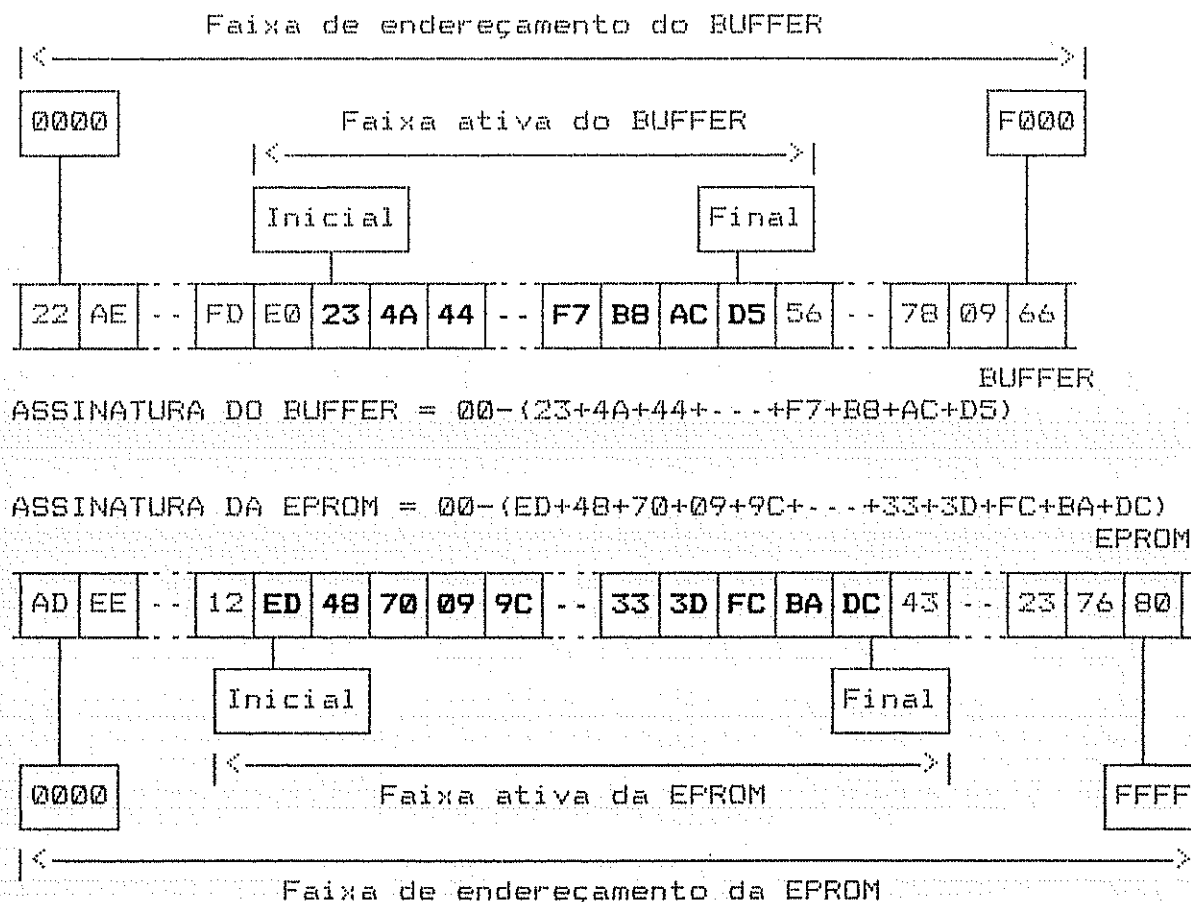 Faixa de endereçamento do BUFFER
|<--->|
0000 Faixa ativa do BUFFER F000
|<--->|
Inicial Final
22 AE -- FD E0 23 4A 44 -- F7 B8 AC D5 56 -- 78 09 66
BUFFER
ASSINATURA DO BUFFER = 00-(23+4A+44+---+F7+B8+AC+D5)
ASSINATURA DA EPROM = 00-(ED+48+70+09+9C+---+33+3D+FC+BA+DC)
EPROM
AD EE -- 12 ED 48 70 09 9C -- 33 3D FC BA DC 43 -- 23 76 80
Inicial Final
|<--->|
0000 Faixa ativa da EPROM FFFF
|<--->
Faixa de endereçamento da EPROM